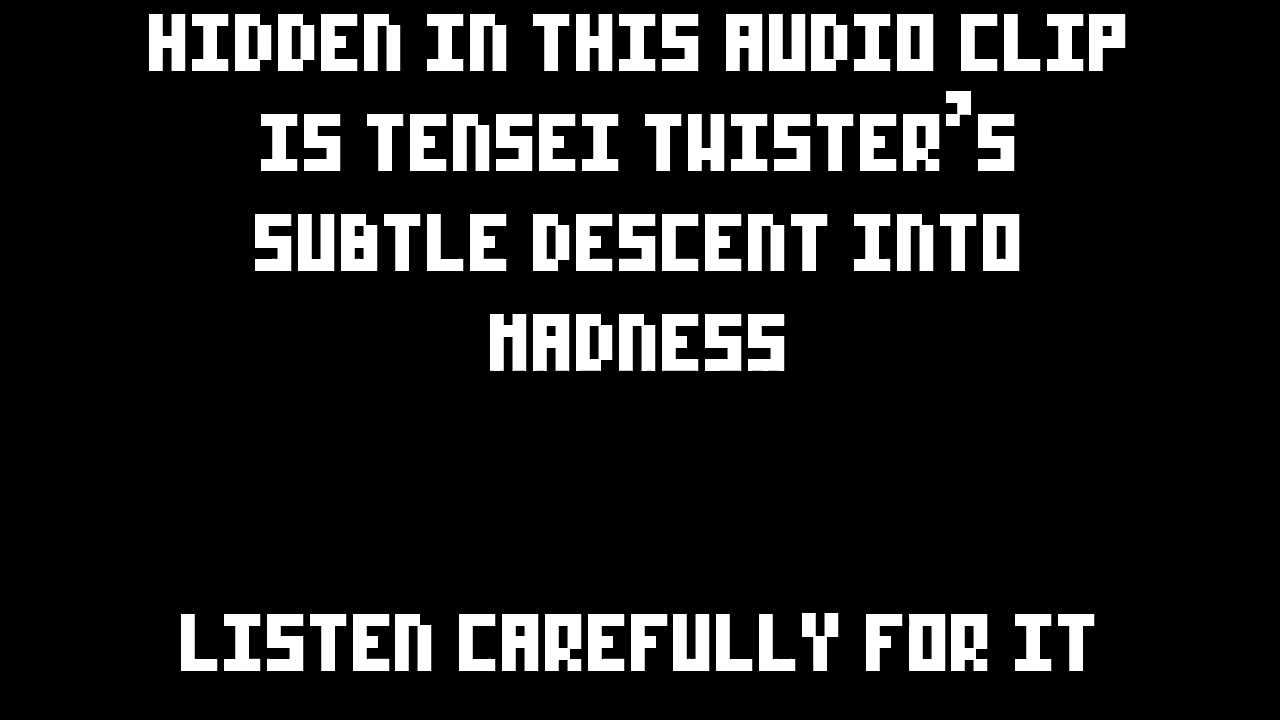 HIDDEN IN THIS AUDIO CLIP
IS TENSEI TWISTER'S
SUBTLE DESCENT INTO
MADNESS
LISTEN CAREFULLY FOR IT